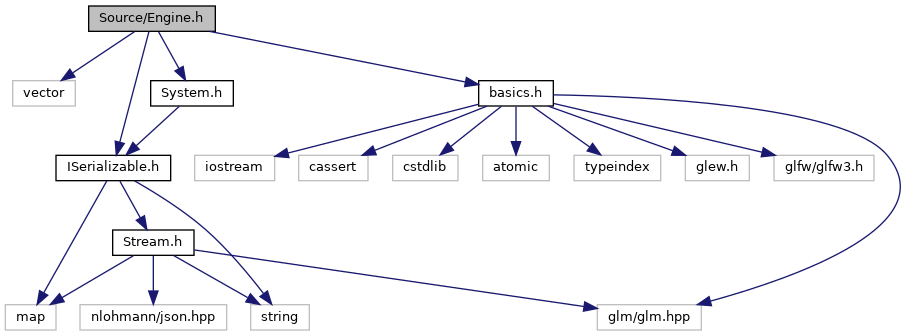 Source/Engine.h
vector
System.h
basics.h
ISerializable.h
iostream
cassert
cstdlib
atomic
typeindex
glew.h
glfw/glfw3.h
Stream.h
map
nlohmann/json.hpp
string
glm/glm.hpp